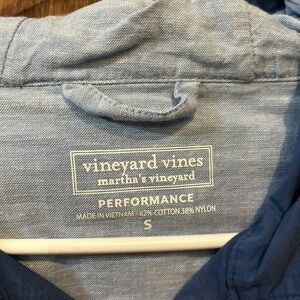 vineyard vines
martha's vineyard
PERFORMANCE
MADE IN VIETNAM • 62% COTTON 38% NYLON
S